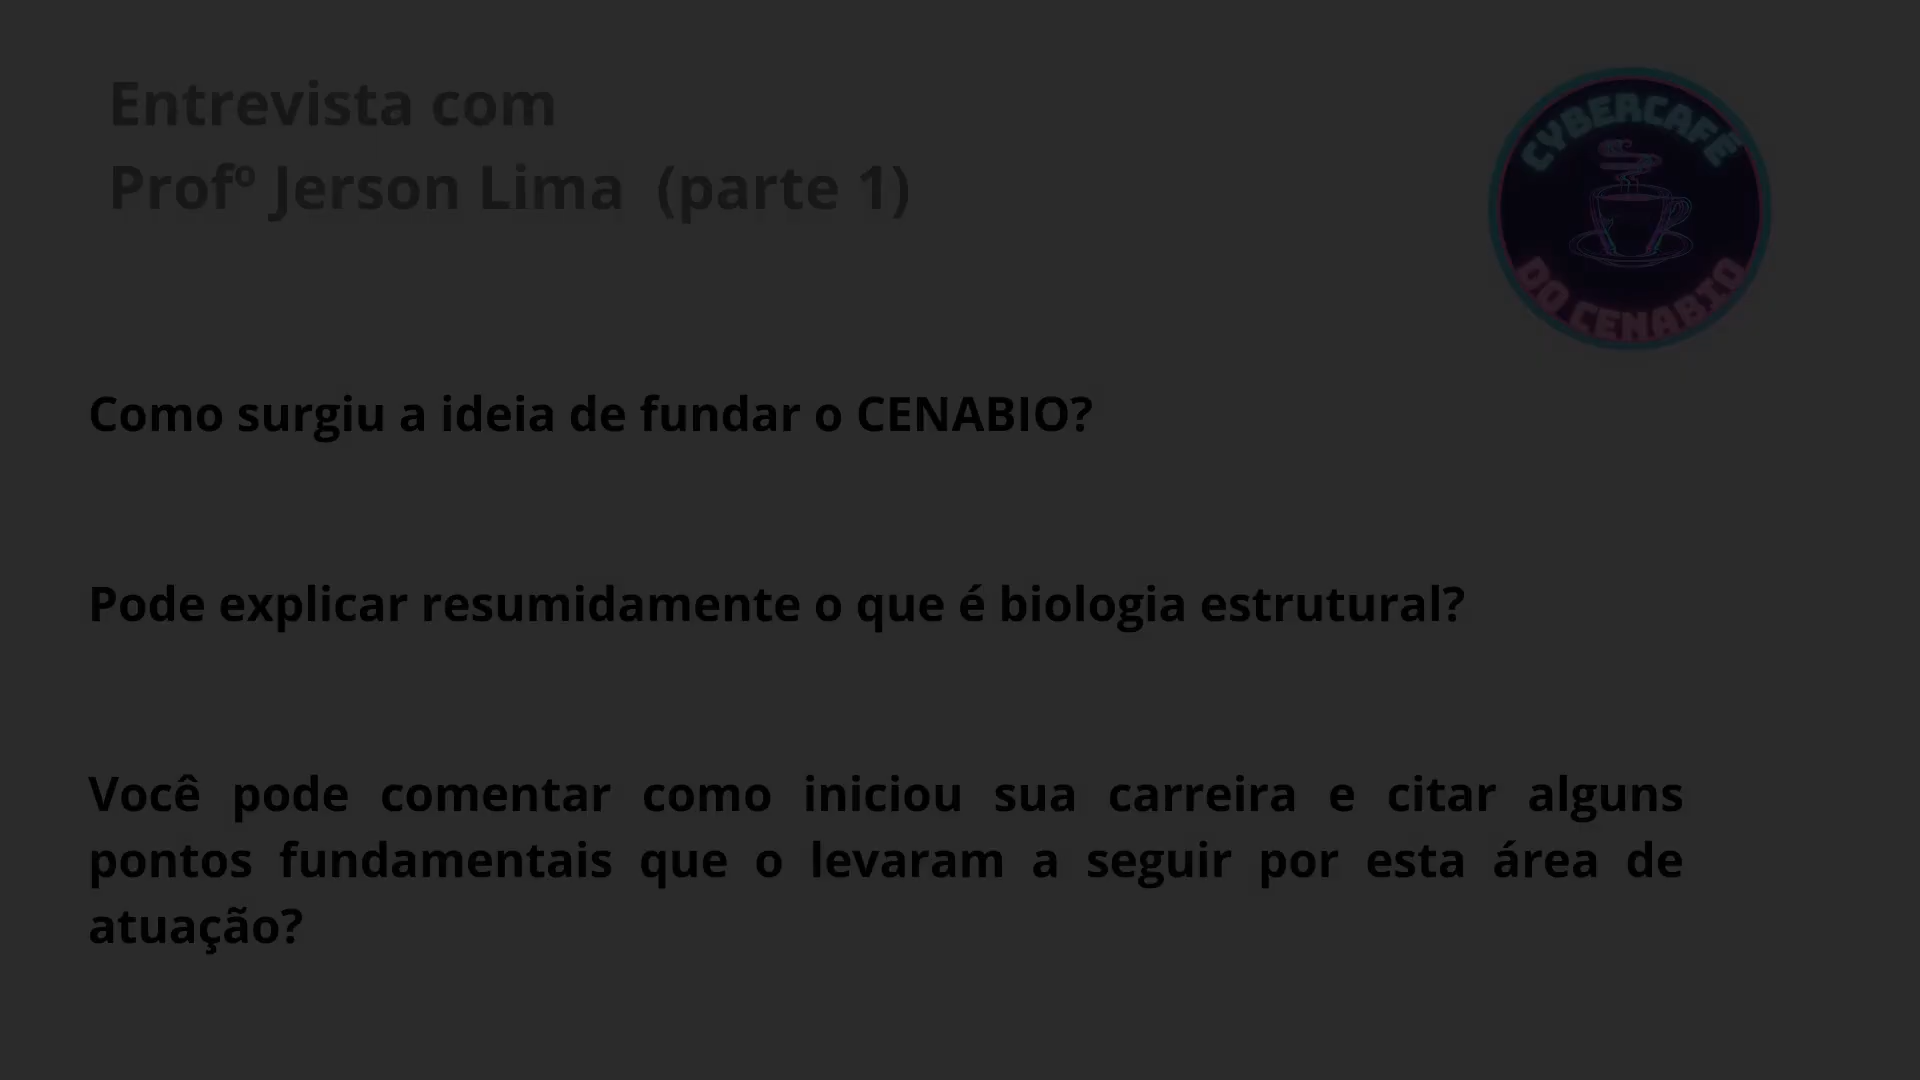 Entrevista com
Profº Jerson Lima (parte 1)
CYBERCAFÉ
DO CENABIO
Como surgiu a ideia de fundar o CENABIO?
Pode explicar resumidamente o que é biologia estrutural?
Você pode comentar como iniciou sua carreira e citar alguns
pontos fundamentais que o levaram a seguir por esta área de
atuação?